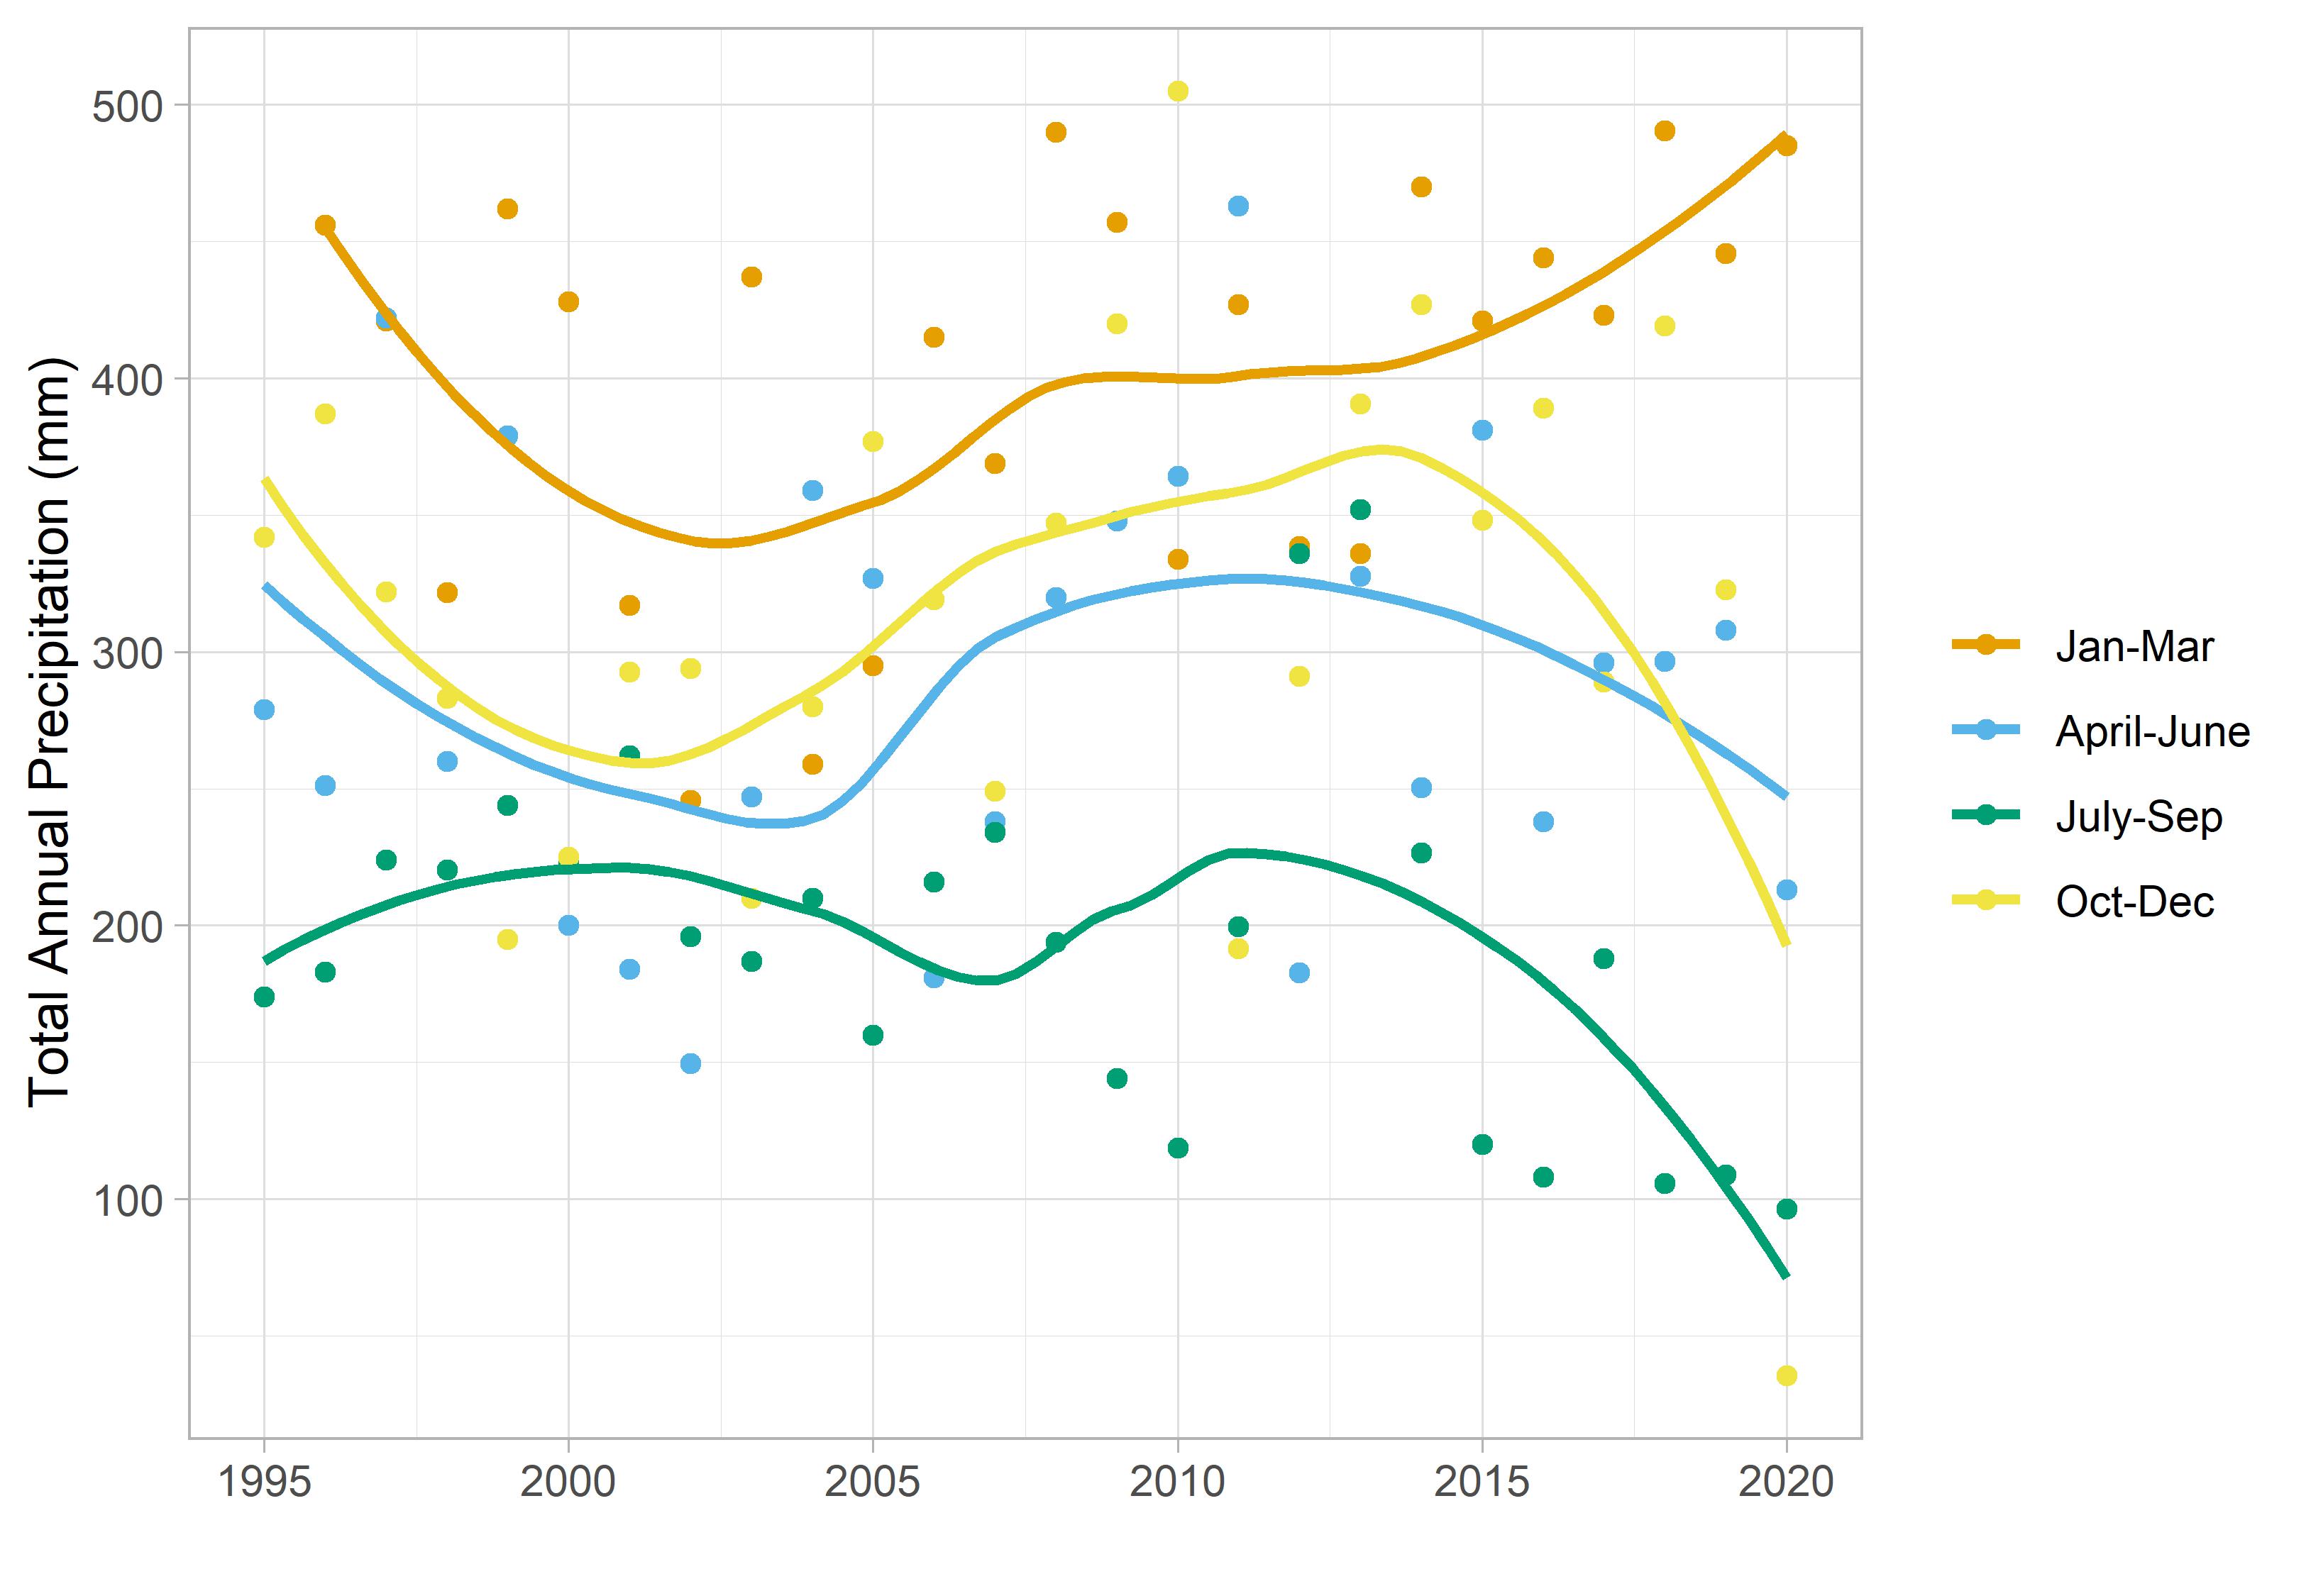 Total Annual Precipitation (mm)
500
400
300
200
100
1995 2000 2005 2010 2015 2020
Jan-Mar
April-June
July-Sep
Oct-Dec